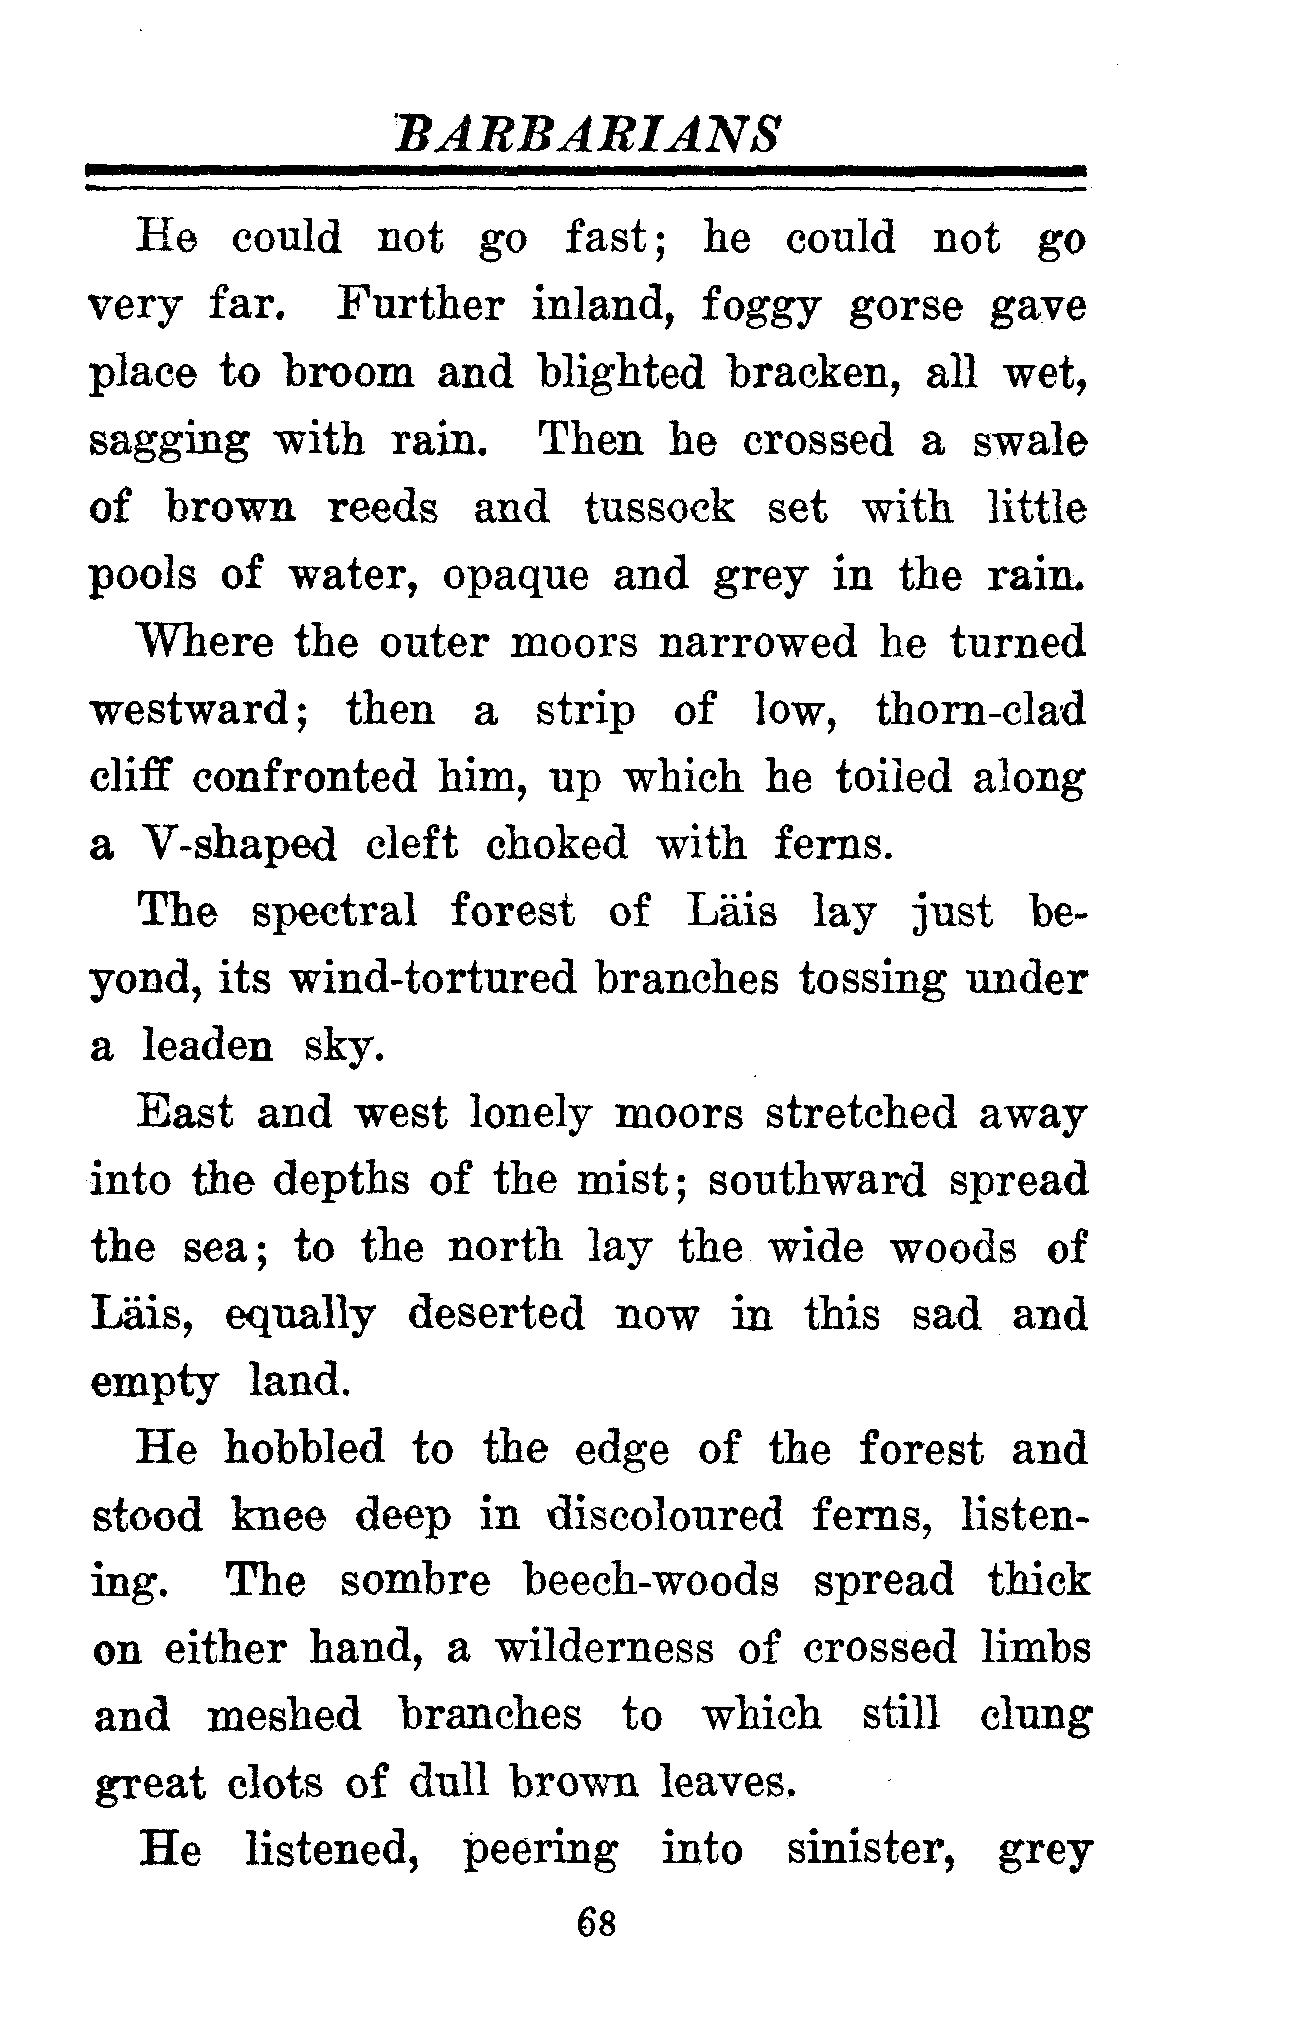 BARBARIANS
He could not go fast; he could not go
very far. Further inland, foggy gorse gave
place to broom and blighted bracken, all wet,
sagging with rain. Then he crossed a swale
of brown reeds and tussock set with little
pools of water, opaque and grey in the rain.
Where the outer moors narrowed he turned
westward; then a strip of low, thorn-clad
cliff confronted him, up which he toiled along
a V-shaped cleft choked with ferns.
The spectral forest of Läis lay just be-
yond, its wind-tortured branches tossing under
a leaden sky.
East and west lonely moors stretched away
into the depths of the mist; southward spread
the sea; to the north lay the wide woods of
Läis, equally deserted now in this sad and
empty land.
He hobbled to the edge of the forest and
stood knee deep in discoloured ferns, listen-
ing. The sombre beech-woods spread thick
on either hand, a wilderness of crossed limbs
and meshed branches to which still clung
great clots of dull brown leaves.
He listened, peering into sinister, grey
68